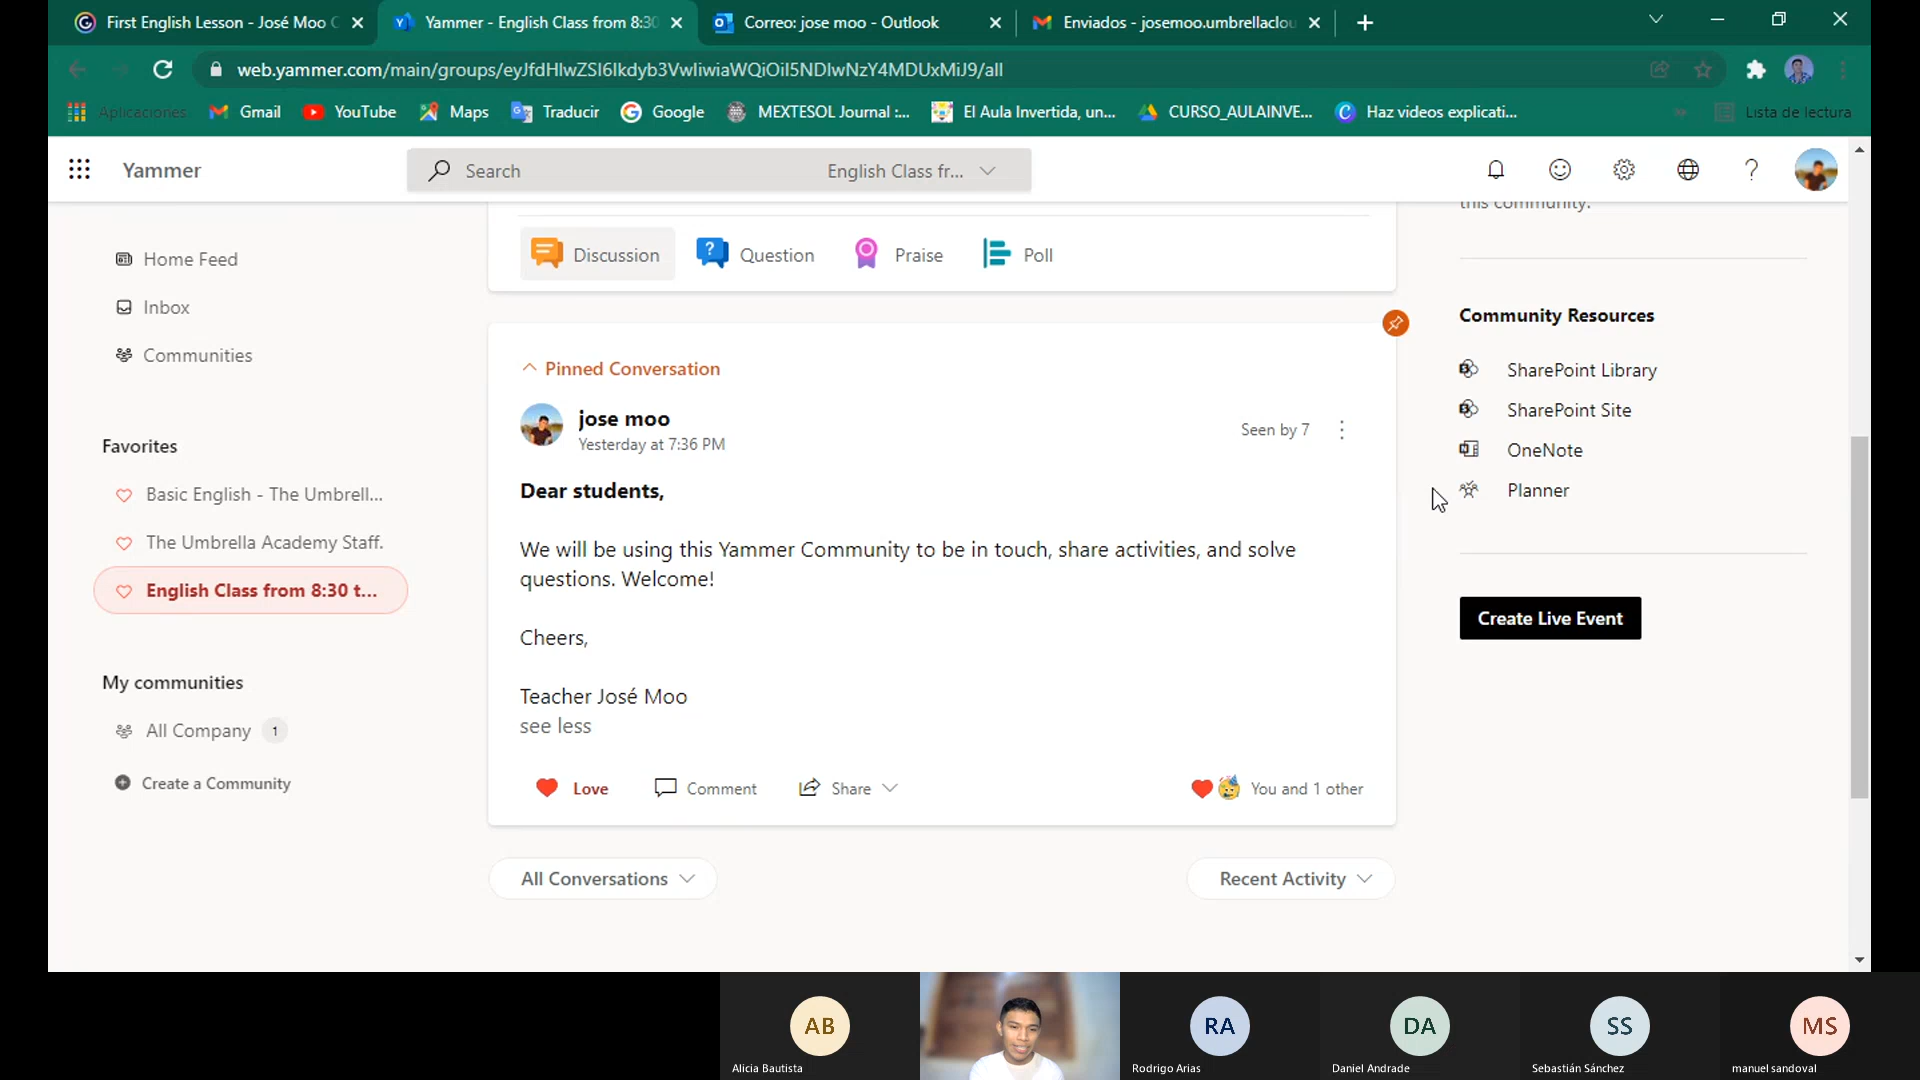 First English Lesson - José Moo C
Yammer - English Class from 8:30
Correo: jose moo - Outlook
Enviados - josemoo.umbrellaclou
web.yammer.com/main/groups/eyJfdHlwZSI6Ikdyb3VwIiwiaWQiOiI5NDIwNzY4MDUxMiJ9/all
Aplicaciones
Gmail
YouTube
Maps
Traducir
Google
MEXTESOL Journal :...
El Aula Invertida, un...
CURSO_AULAINVE...
Haz videos explicati...
Lista de lectura
Yammer
Search
English Class fr...
Home Feed
Inbox
Communities
Favorites
Basic English - The Umbrell...
The Umbrella Academy Staff.
English Class from 8:30 t...
My communities
All Company 1
Create a Community
Discussion
Question
Praise
Poll
Pinned Conversation
jose moo
Yesterday at 7:36 PM
Seen by 7
Dear students,
We will be using this Yammer Community to be in touch, share activities, and solve
questions. Welcome!
Cheers,
Teacher José Moo
see less
Love
Comment
Share
You and 1 other
All Conversations
Recent Activity
this community.
Community Resources
SharePoint Library
SharePoint Site
OneNote
Planner
Create Live Event
AB
Alicia Bautista
RA
Rodrigo Arias
DA
Daniel Andrade
SS
Sebastián Sánchez
MS
manuel sandoval